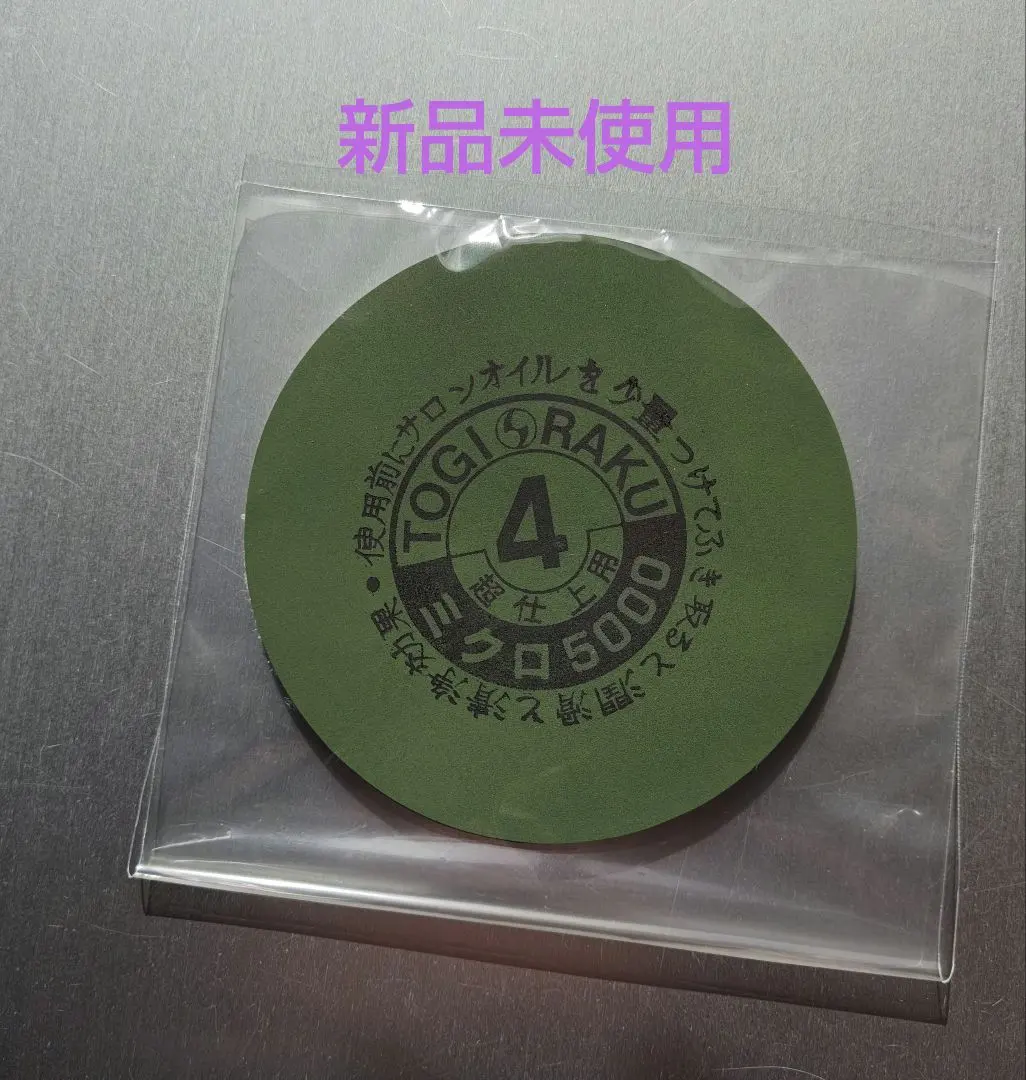 新品未使用
使用前にサロンオイルを少量つけてふき取ると潤滑と清浄効果●
TOGI RAKU
4
超仕上用
ミクロ5000